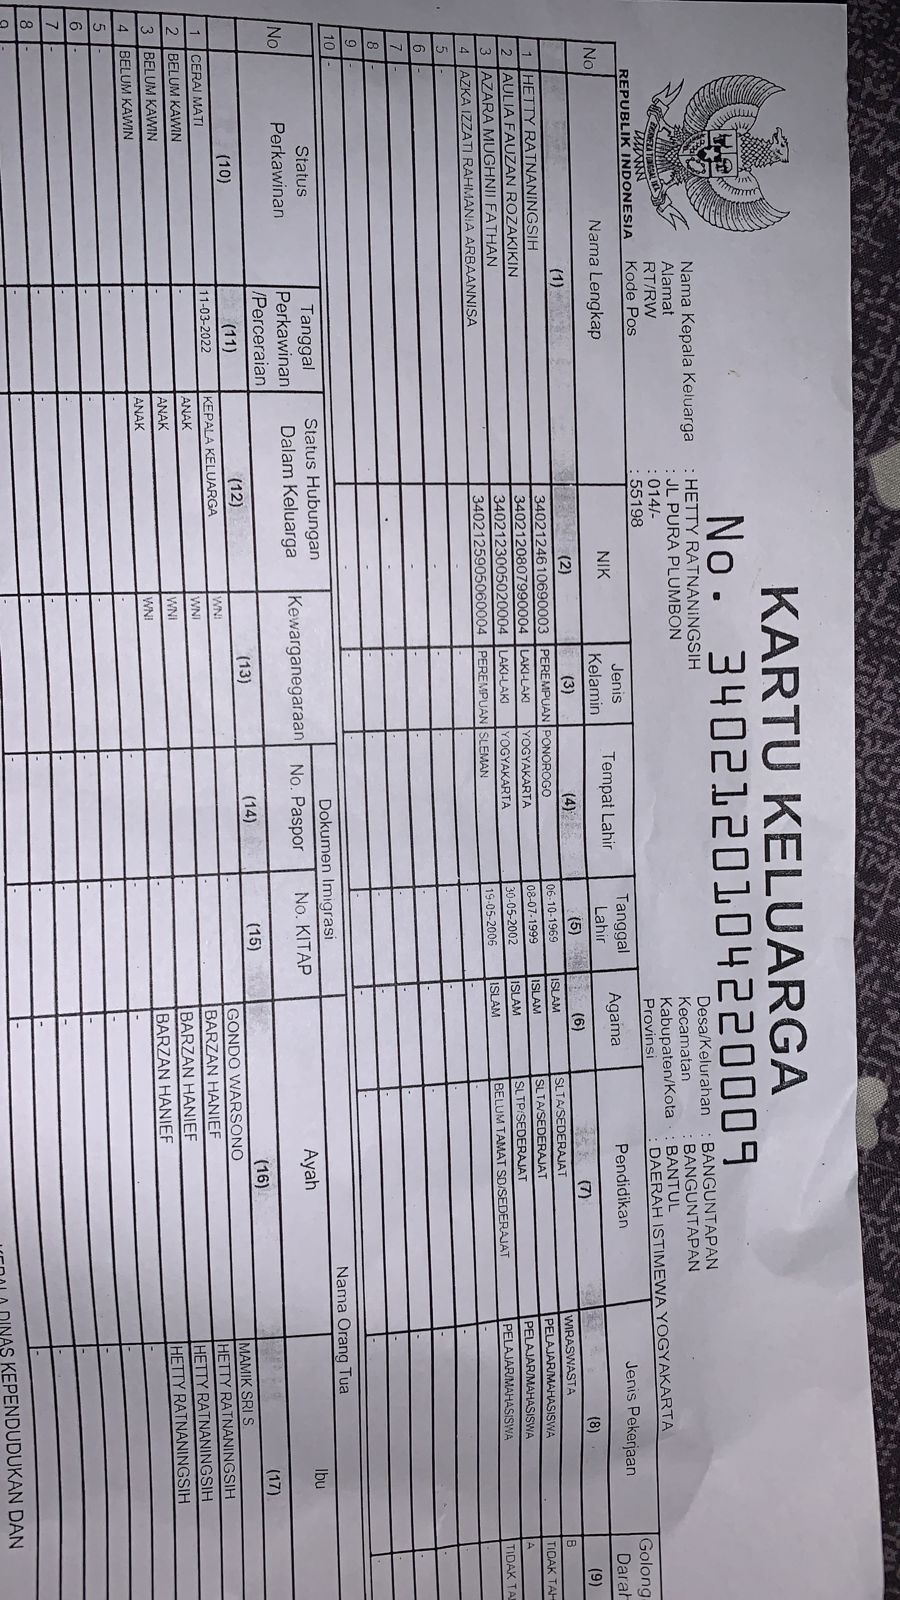 KARTU KELUARGA
No. 3402120104220009
REPUBLIK INDONESIA
Nama Kepala Keluarga : HETTY RATNANINGSIH
Alamat : JL PURA PLUMBON
RT/RW : 014/-
Kode Pos : 55198
Desa/Kelurahan : BANGUNTAPAN
Kecamatan : BANGUNTAPAN
Kabupaten/Kota : BANTUL
Provinsi : DAERAH ISTIMEWA YOGYAKARTA
No Nama Lengkap NIK Jenis Kelamin Tempat Lahir Tanggal Lahir Agama Pendidikan Jenis Pekerjaan Golong Darah
(1) (2) (3) (4) (5) (6) (7) (8) (9)
1 HETTY RATNANINGSIH 3402124610690003 PEREMPUAN PONOROGO 06-10-1969 ISLAM SLTA/SEDERAJAT WIRASWASTA B
2 AULIA FAUZAN ROZAKIKIN 3402120807990004 LAKI-LAKI YOGYAKARTA 08-07-1999 ISLAM SLTA/SEDERAJAT PELAJAR/MAHASISWA TIDAK TAH
3 AZARA MUGHNII FATHAN 3402123005020004 LAKI-LAKI YOGYAKARTA 30-05-2002 ISLAM SLTP/SEDERAJAT PELAJAR/MAHASISWA A
4 AZKA IZZATI RAHMANIA ARBAANNISA 3402125905060004 PEREMPUAN SLEMAN 19-05-2006 ISLAM BELUM TAMAT SD/SEDERAJAT PELAJAR/MAHASISWA TIDAK TAH
5 - - - - - - - - -
6 - - - - - - - - -
7 - - - - - - - - -
8 - - - - - - - - -
9 - - - - - - - - -
10 - - - - - - - - -
No Status Perkawinan Tanggal Perkawinan /Perceraian Status Hubungan Dalam Keluarga Kewarganegaraan Dokumen Imigrasi Nama Orang Tua
No. Paspor No. KITAP Ayah Ibu
(10) (11) (12) (13) (14) (15) (16) (17)
1 CERAI MATI 11-03-2022 KEPALA KELUARGA WNI - - GONDO WARSONO MAMIK SRI S.
2 BELUM KAWIN - ANAK WNI - - BARZAN HANIEF HETTY RATNANINGSIH
3 BELUM KAWIN - ANAK WNI - - BARZAN HANIEF HETTY RATNANINGSIH
4 BELUM KAWIN - ANAK WNI - - BARZAN HANIEF HETTY RATNANINGSIH
5 - - - - - - - -
6 - - - - - - - -
7 - - - - - - - -
8 - - - - - - - -
9
KEPALA DINAS KEPENDUDUKAN DAN